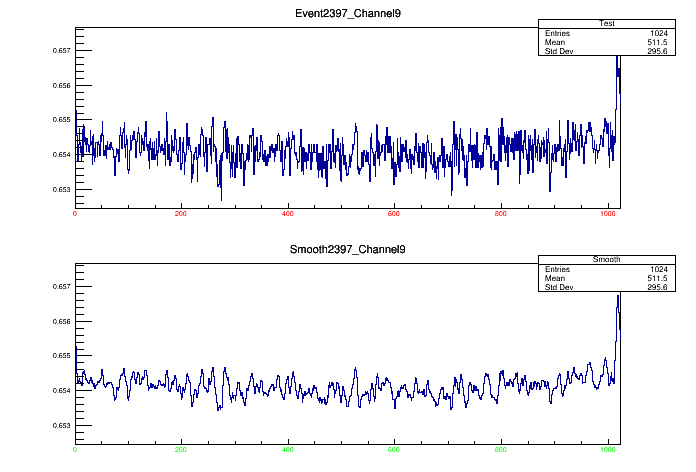 Event2397_Channel9
Test
Entries 1024
Mean 511.5
Std Dev 295.6
0.657
0.656
0.655
0.654
0.653
0 200 400 600 800 1000
Smooth2397_Channel9
Smooth
Entries 1024
Mean 511.5
Std Dev 295.6
0.657
0.656
0.655
0.654
0.653
0 200 400 600 800 1000